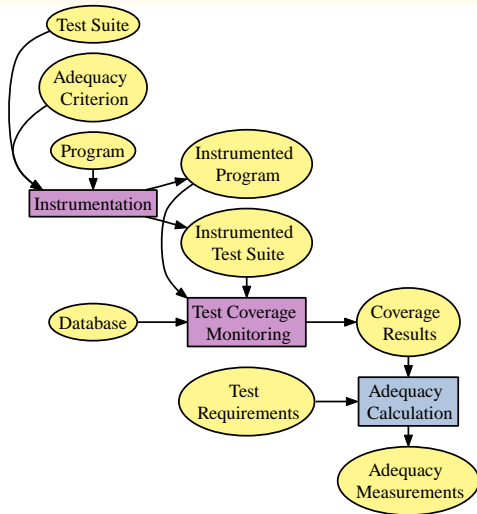 Test Suite
Adequacy
Criterion
Program
Instrumentation
Instrumented
Program
Instrumented
Test Suite
Database
Test Coverage
Monitoring
Coverage
Results
Test
Requirements
Adequacy
Calculation
Adequacy
Measurements